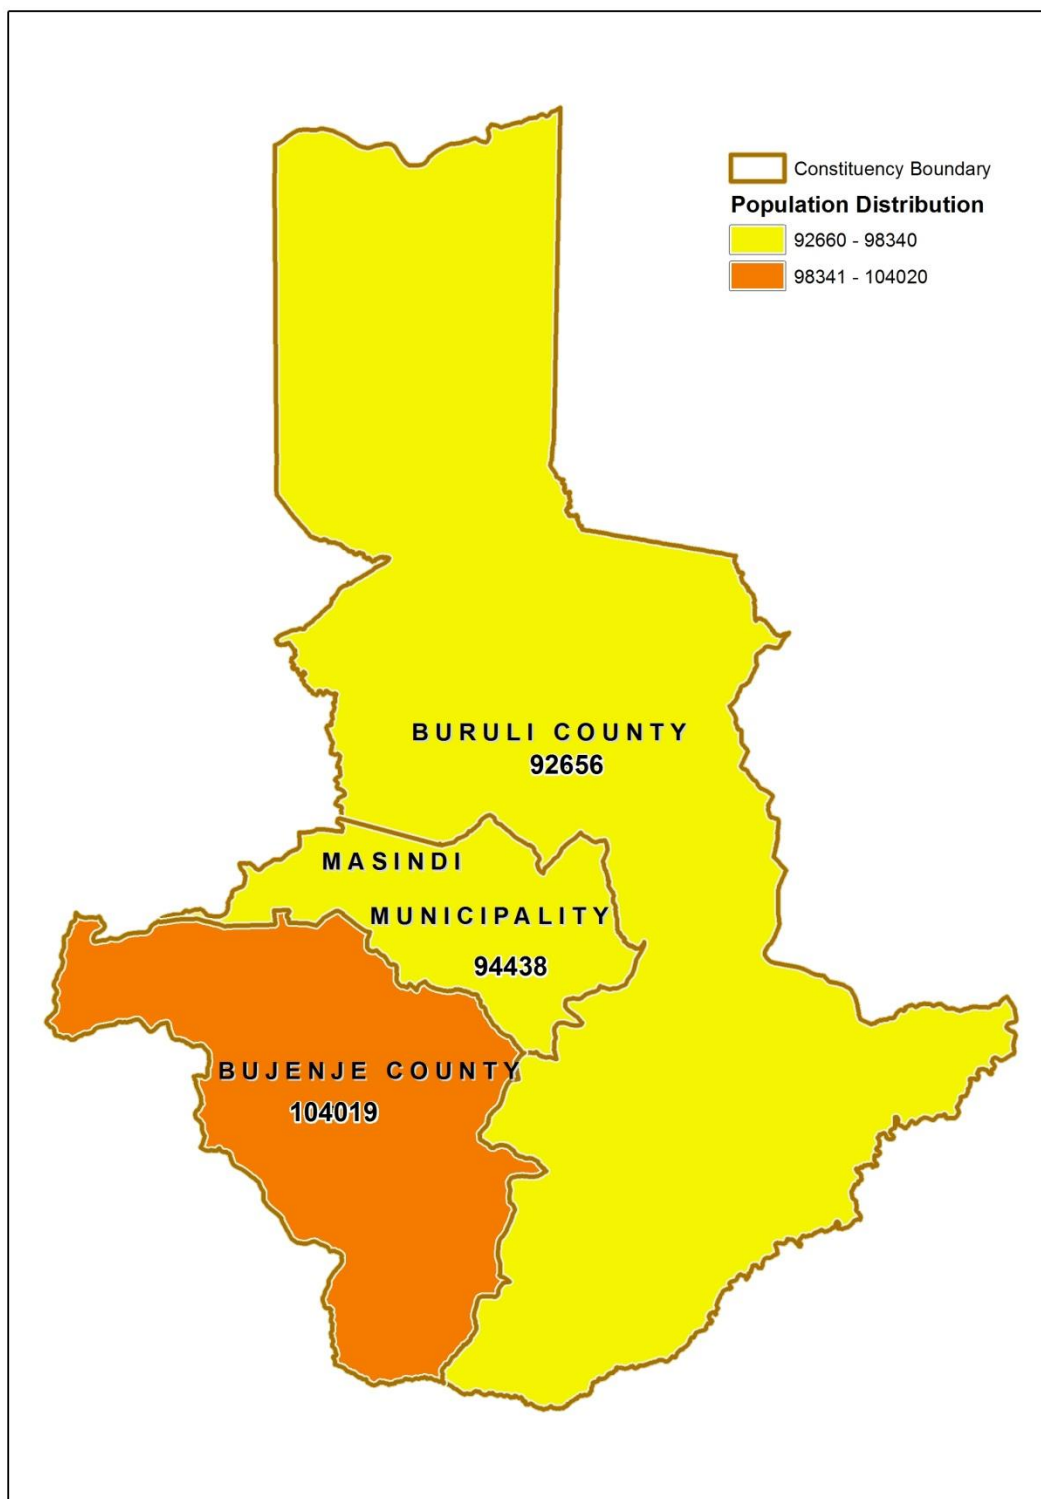 Constituency Boundary
Population Distribution
92660 - 98340
98341 - 104020
BURULI COUNTY
92656
MASINDI
MUNICIPALITY
94438
BUJENJE COUNTY
104019